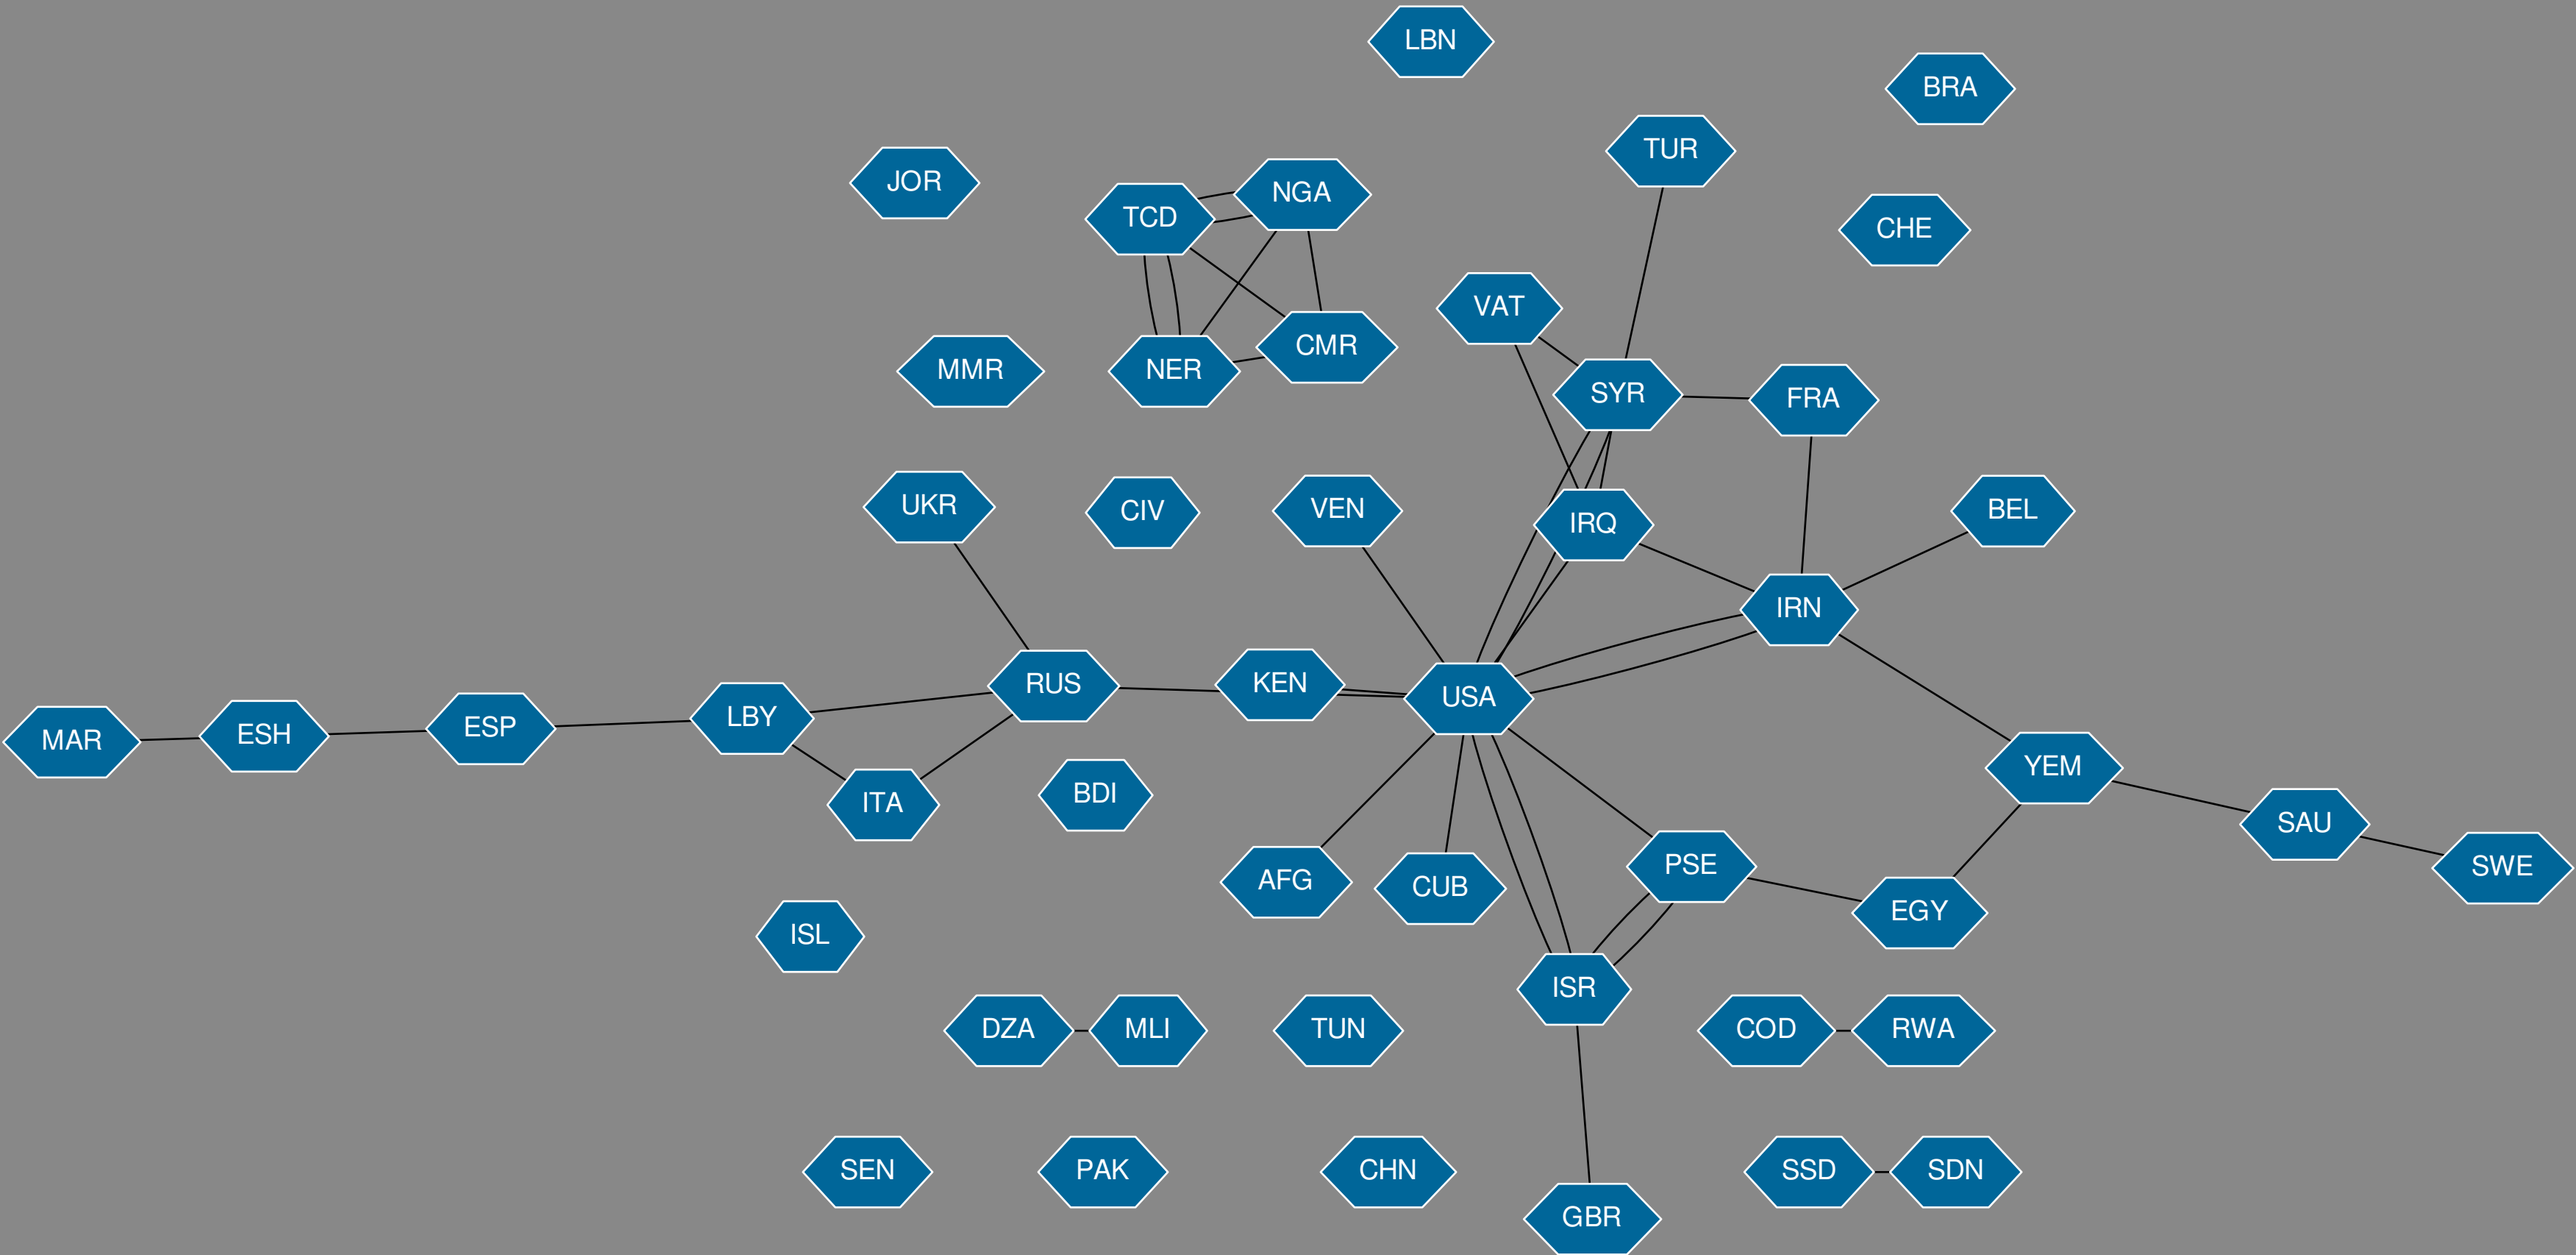 LBN
BRA
TUR
JOR
NGA
TCD
CHE
VAT
CMR
MMR
NER
SYR
FRA
UKR
CIV
VEN
BEL
IRQ
IRN
RUS
KEN
USA
LBY
ESP
ESH
MAR
YEM
BDI
ITA
SAU
PSE
SWE
AFG
CUB
EGY
ISL
ISR
DZA
MLI
TUN
COD
RWA
SEN
PAK
CHN
SSD
SDN
GBR